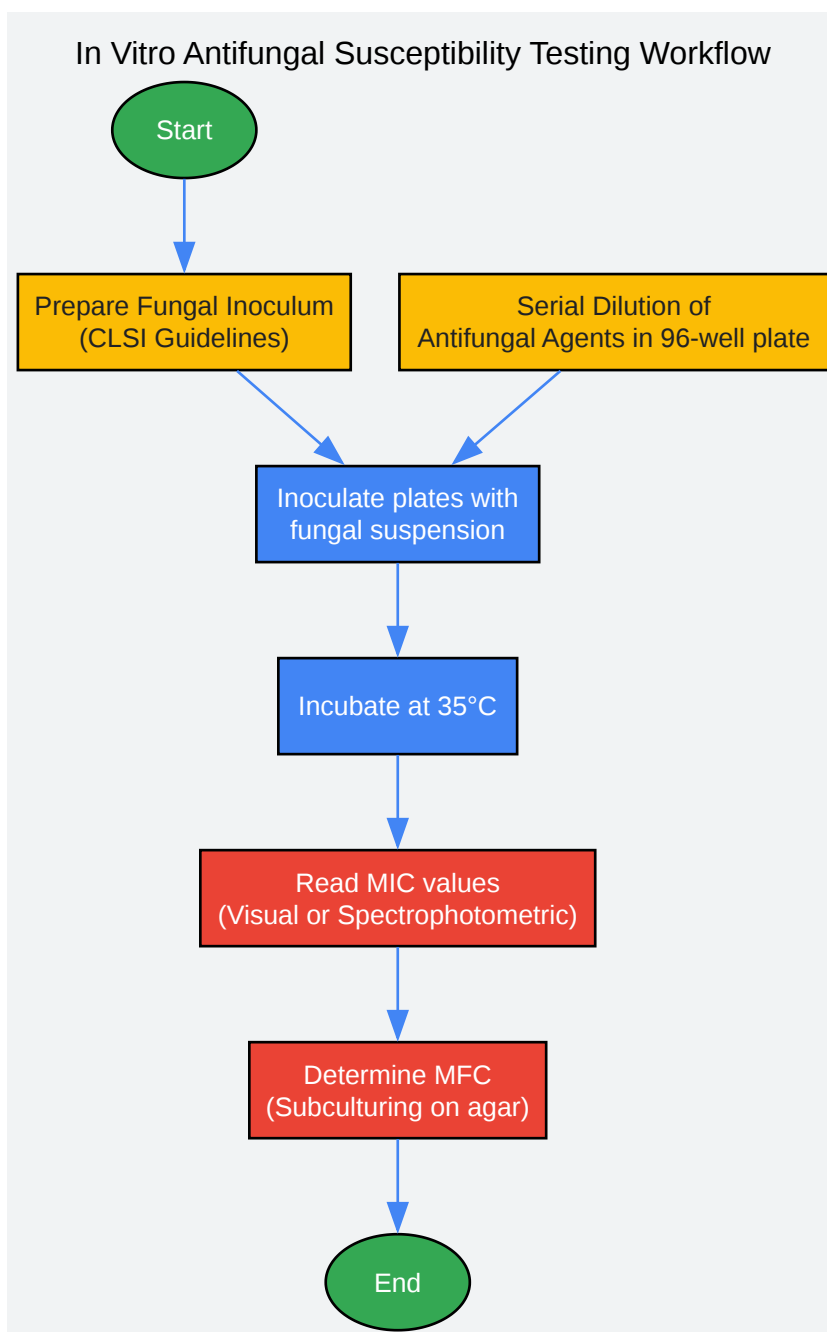 In Vitro Antifungal Susceptibility Testing Workflow
Start
Prepare Fungal Inoculum
(CLSI Guidelines)
Serial Dilution of
Antifungal Agents in 96-well plate
Inoculate plates with
fungal suspension
Incubate at 35°C
Read MIC values
(Visual or Spectrophotometric)
Determine MFC
(Subculturing on agar)
End